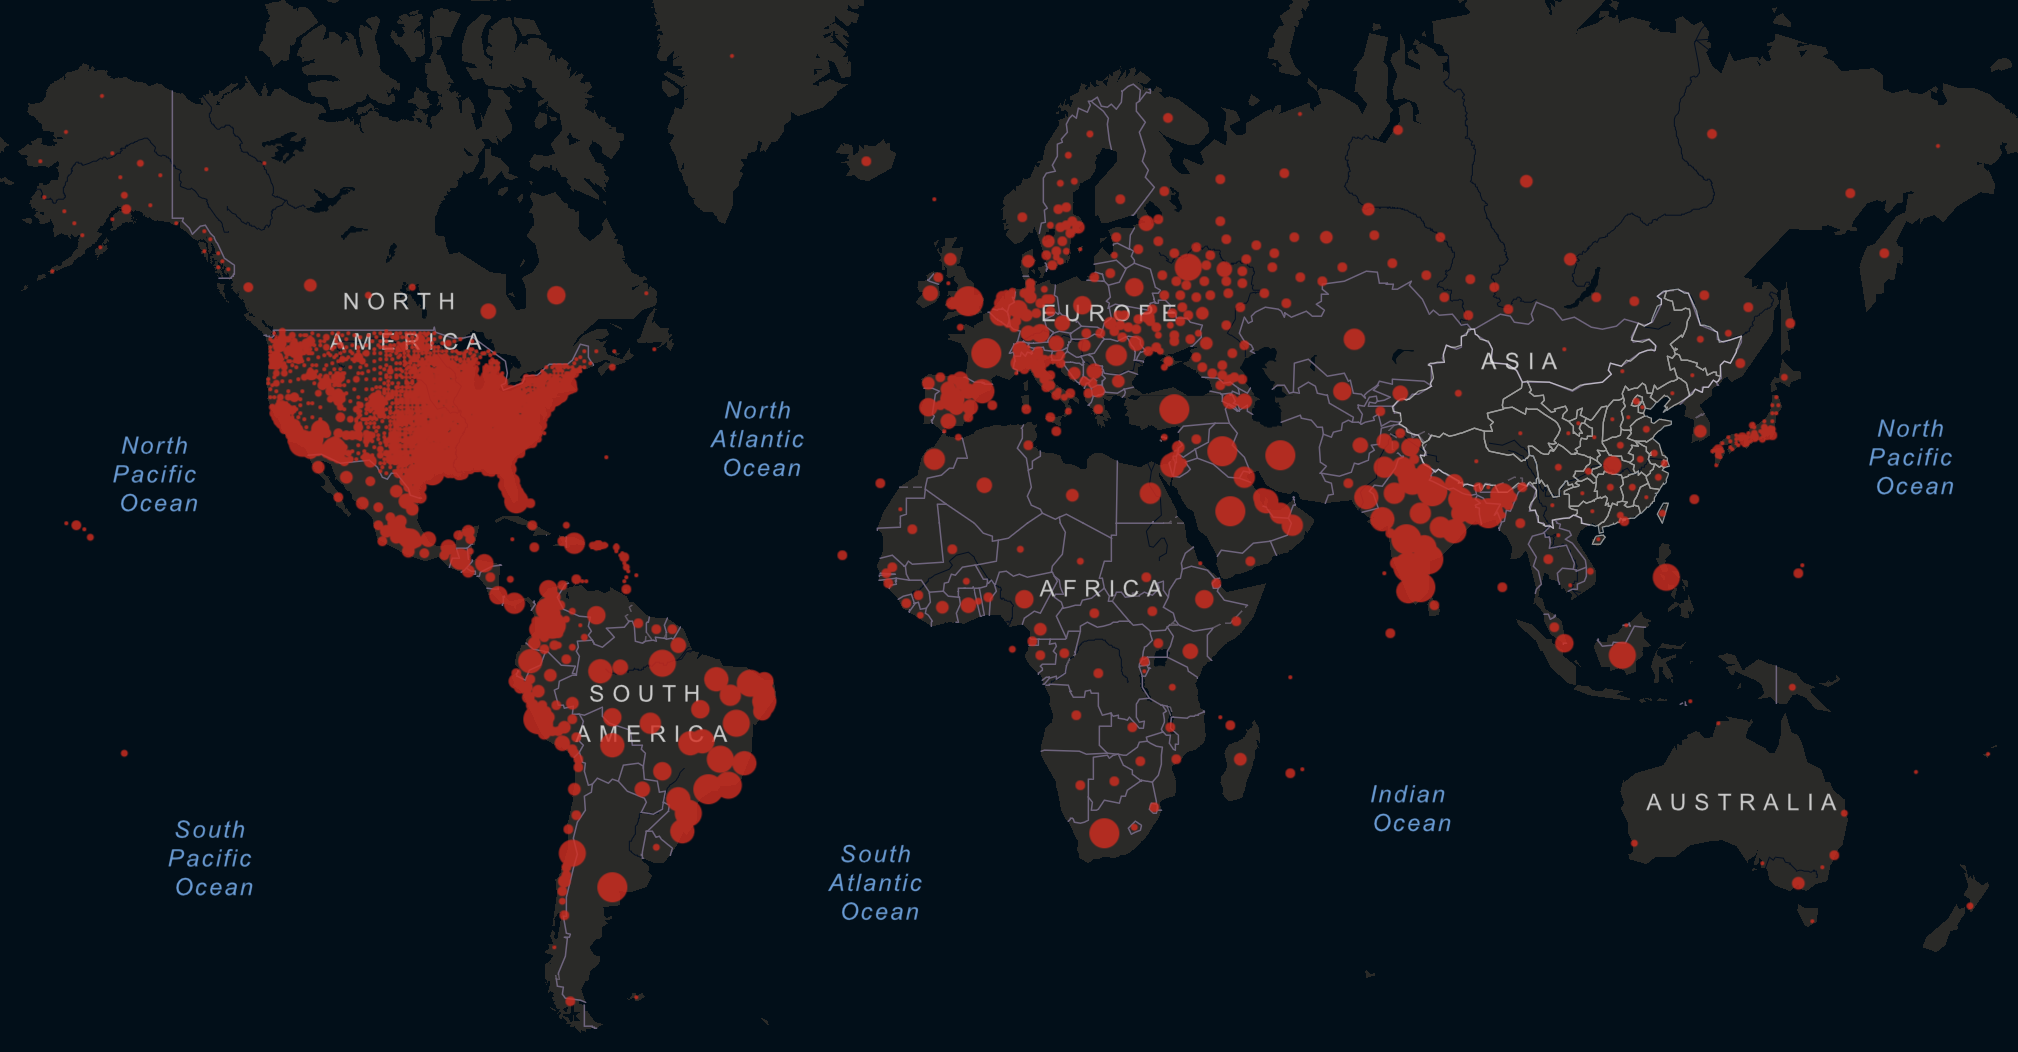 NORTH
AMERICA
EUROPE
ASIA
North
Atlantic
Ocean
North
Pacific
Ocean
North
Pacific
Ocean
AFRICA
SOUTH
AMERICA
Indian
Ocean
AUSTRALIA
South
Pacific
Ocean
South
Atlantic
Ocean